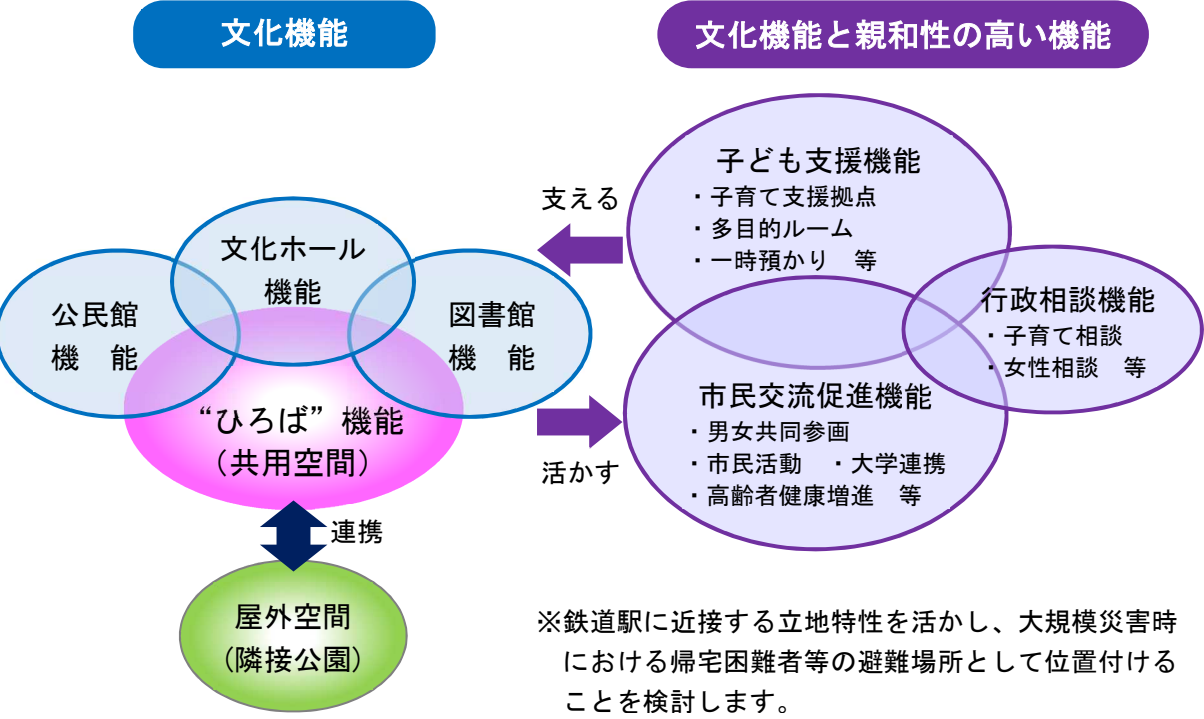 文化機能
文化機能と親和性の高い機能
文化ホール
機能
公民館
機　能
図書館
機　能
“ひろば”機能
（共用空間）
連携
屋外空間
（隣接公園）
支える
活かす
子ども支援機能
・子育て支援拠点
・多目的ルーム
・一時預かり　等
行政相談機能
・子育て相談
・女性相談　等
市民交流促進機能
・男女共同参画
・市民活動　・大学連携
・高齢者健康増進　等
※鉄道駅に近接する立地特性を活かし、大規模災害時
における帰宅困難者等の避難場所として位置付ける
ことを検討します。